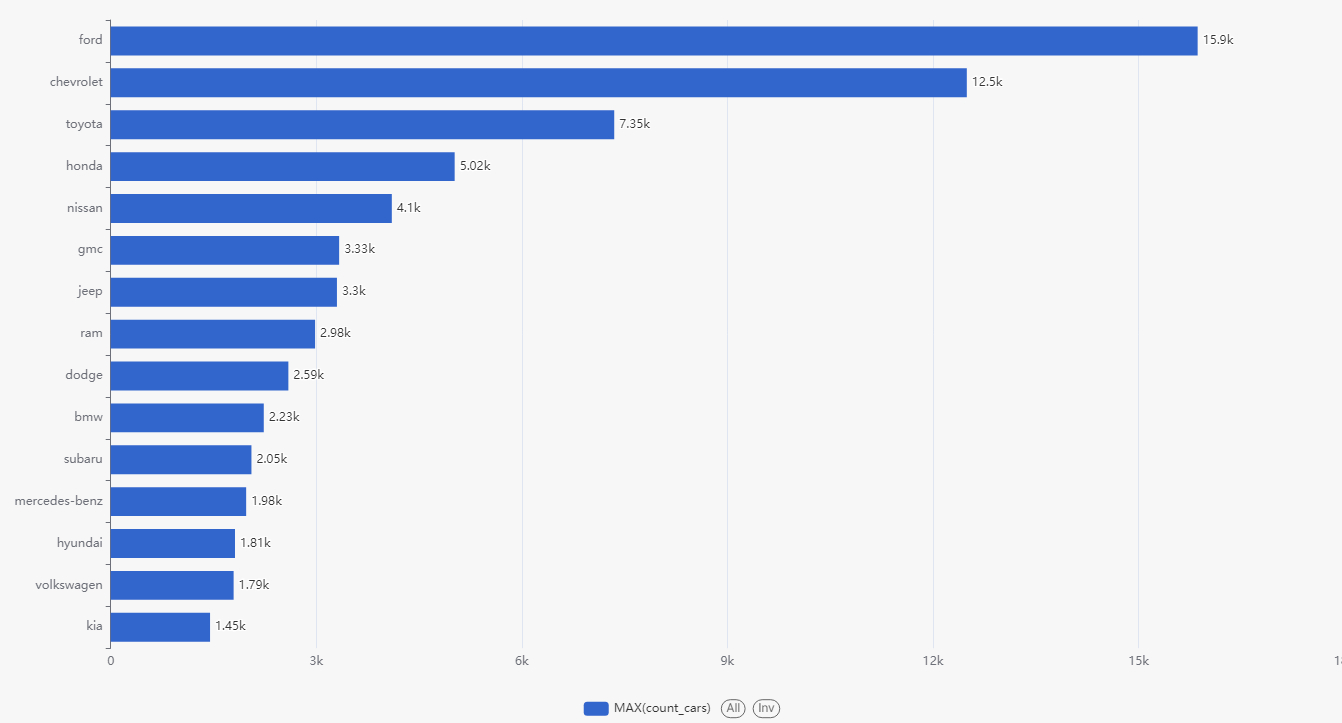 ford 15.9k
chevrolet 12.5k
toyota 7.35k
honda 5.02k
nissan 4.1k
gmc 3.33k
jeep 3.3k
ram 2.98k
dodge 2.59k
bmw 2.23k
subaru 2.05k
mercedes-benz 1.98k
hyundai 1.81k
volkswagen 1.79k
kia 1.45k
0 3k 6k 9k 12k 15k
MAX(count_cars) All Inv